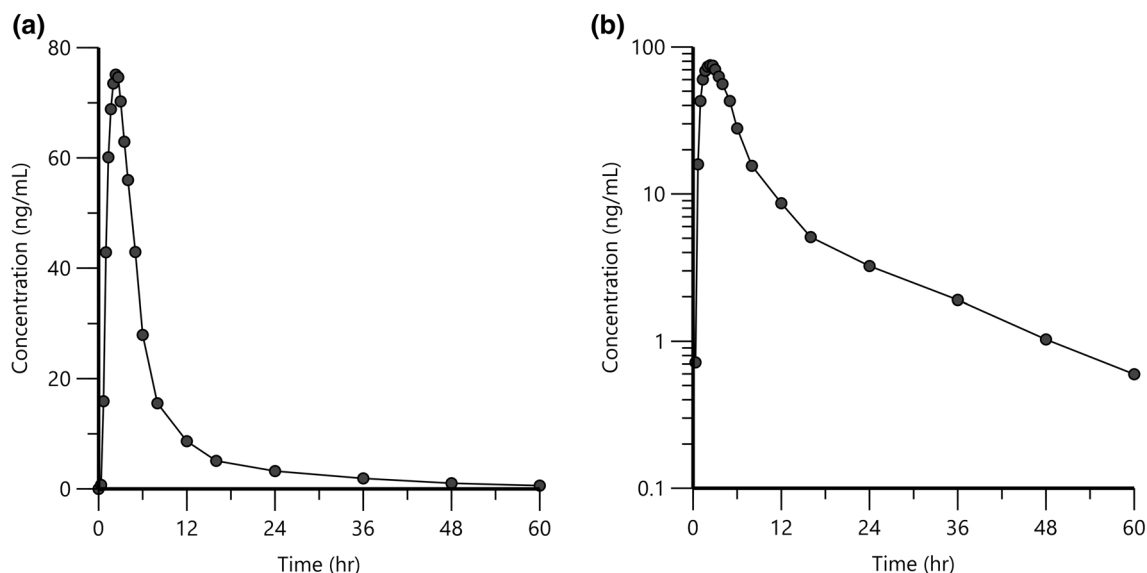 (a)
80
60
40
20
0
Concentration (ng/mL)
0 12 24 36 48 60
Time (hr)
(b)
100
10
1
0.1
Concentration (ng/mL)
0 12 24 36 48 60
Time (hr)